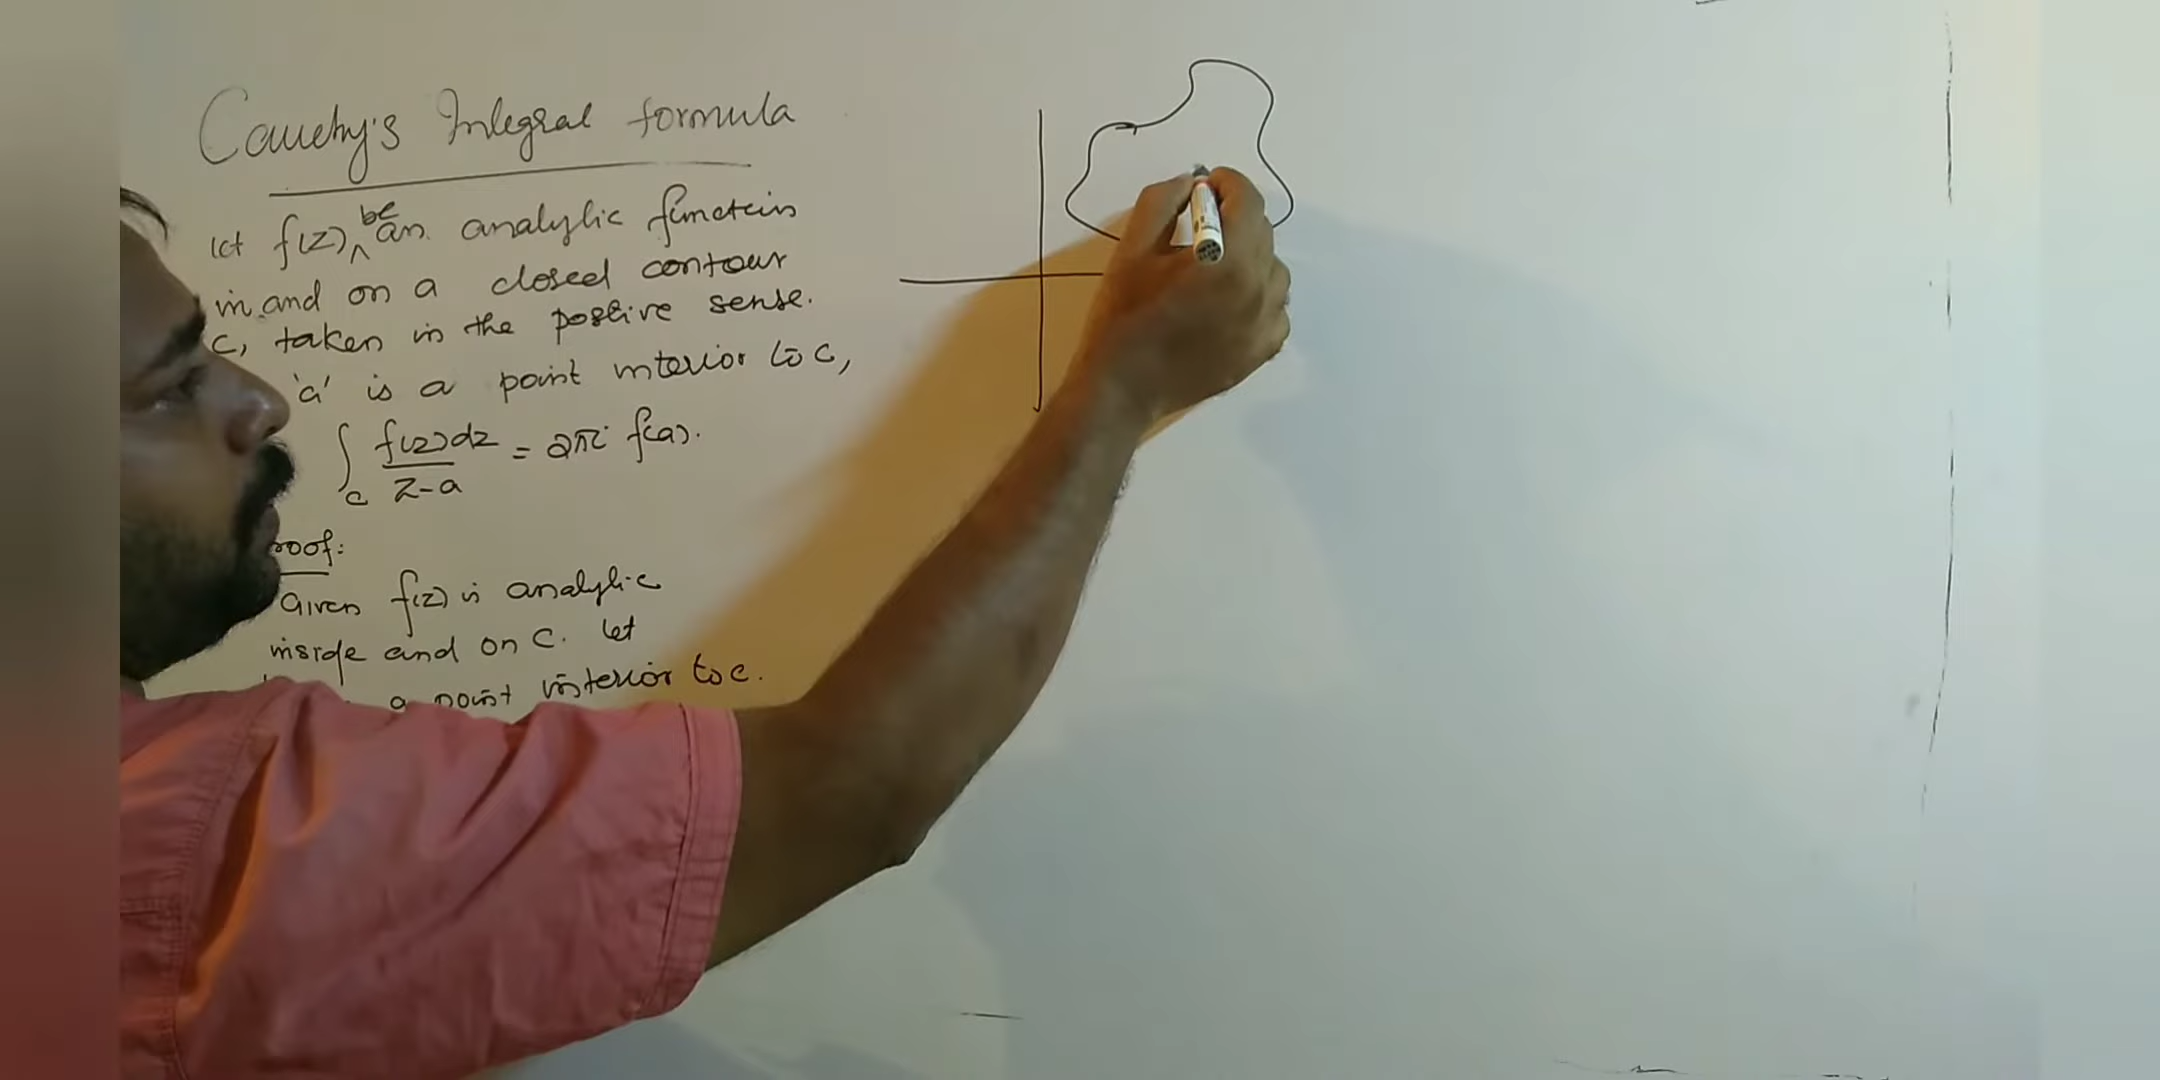 Cauchy's Integral formula
let f(z) ^ be an analytic function
in and on a closed contour
C, taken in the positive sense.
'a' is a point interior to C,
∫_C f(z)dz/z-a = 2πi f(a).
roof:
Given f(z) is analytic
inside and on C. let
a point interior to C.